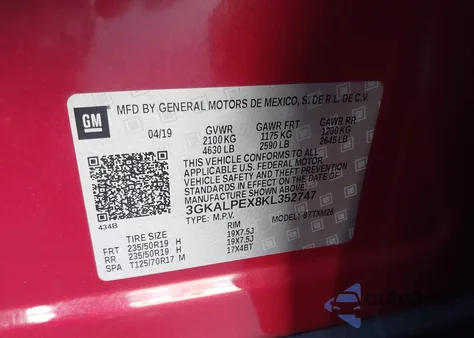 GM
MFD BY GENERAL MOTORS DE MEXICO, S. DE R.L. DE C.V.
04/19 GVWR GAWR FRT GAWR RR
2100 KG 1175 KG 1200 KG
4630 LB 2590 LB 2645 LB
THIS VEHICLE CONFORMS TO ALL
APPLICABLE U.S. FEDERAL MOTOR
VEHICLE SAFETY AND THEFT PREVENTION
STANDARDS IN EFFECT ON THE DATE OF
MANUFACTURE SHOWN ABOVE.
3GKALPEX8KL352747
434B TYPE: M.P.V. MODEL: B7TXM26
TIRE SIZE RIM
FRT 235/50R19 H 19X7.5J
RR 235/50R19 H 19X7.5J
SPA T125/70R17 M 17X4BT